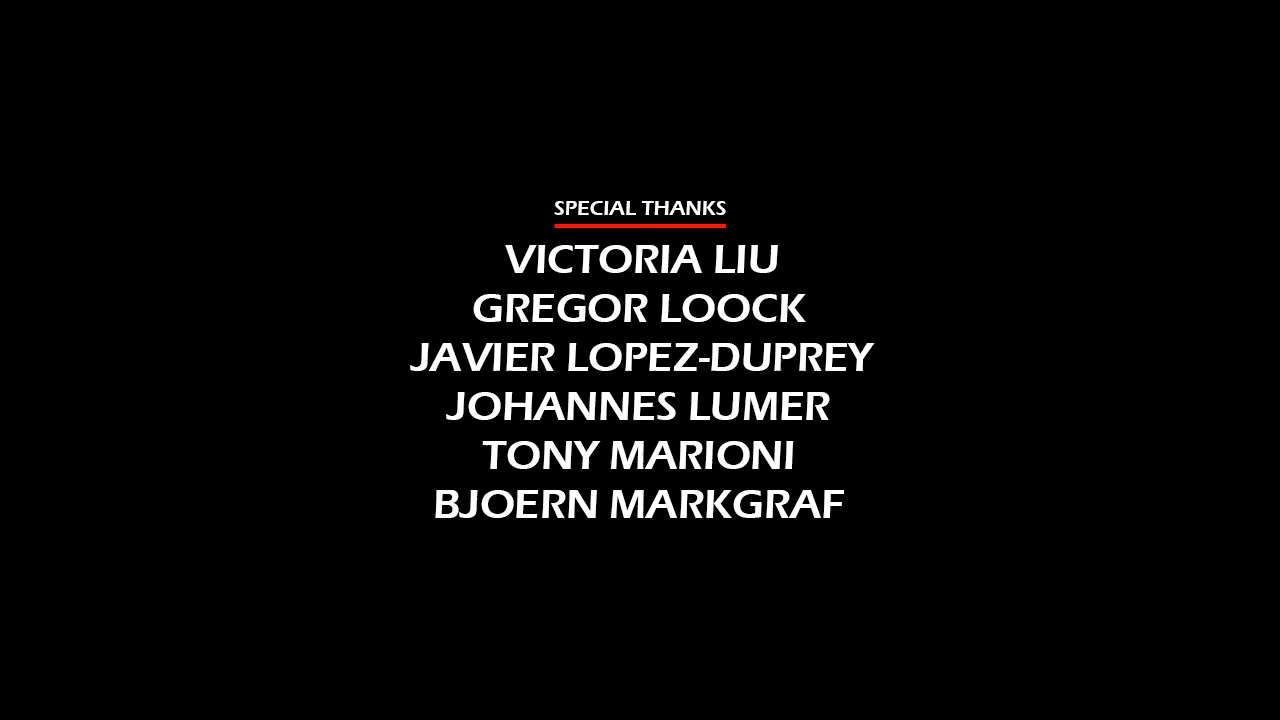 SPECIAL THANKS
VICTORIA LIU
GREGOR LOOCK
JAVIER LOPEZ-DUPREY
JOHANNES LUMER
TONY MARIONI
BJOERN MARKGRAF